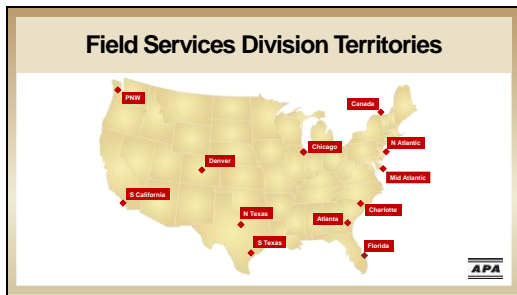 Field Services Division Territories
PNW
Canada
Chicago
N Atlantic
Denver
Mid Atlantic
S California
N Texas
Atlanta
Charlotte
S Texas
Florida
APA